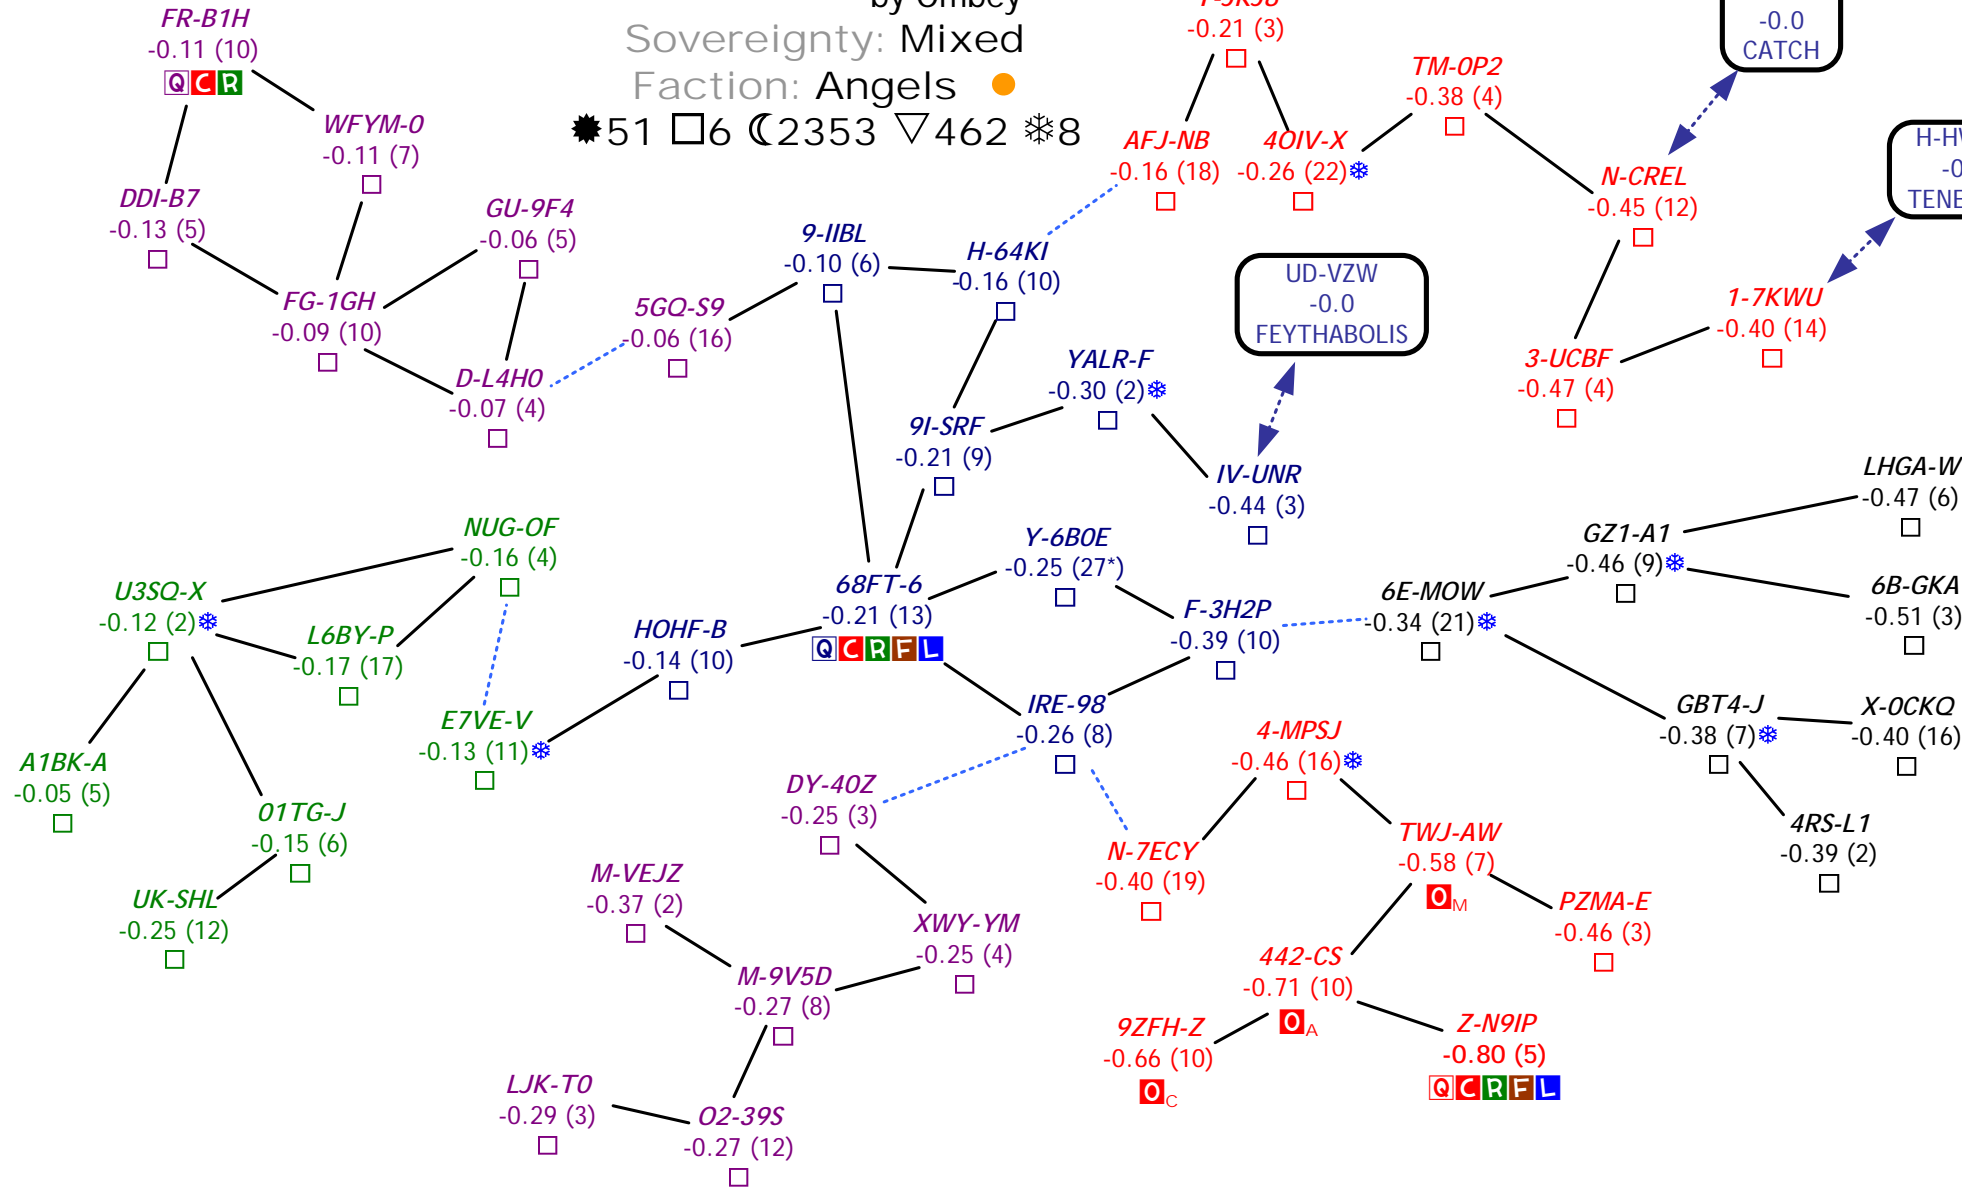 FR-B1H
-0.11 (10)
Q C R
WFYM-0
-0.11 (7)
DDI-B7
-0.13 (5)
GU-9F4
-0.06 (5)
FG-1GH
-0.09 (10)
D-L4H0
-0.07 (4)
5GQ-S9
-0.06 (16)
by Ombey
Sovereignty: Mixed
Faction: Angels
51 6 2353 462 8
-0.21 (3)
AFJ-NB
-0.16 (18)
4OIV-X
-0.26 (22)
TM-0P2
-0.38 (4)
-0.0
CATCH
N-CREL
-0.45 (12)
1-7KWU
-0.40 (14)
3-UCBF
-0.47 (4)
9-IIBL
-0.10 (6)
H-64KI
-0.16 (10)
UD-VZW
-0.0
FEYTHABOLIS
YALR-F
-0.30 (2)
9I-SRF
-0.21 (9)
IV-UNR
-0.44 (3)
Y-6B0E
-0.25 (27*)
68FT-6
-0.21 (13)
Q C R F L
HOHF-B
-0.14 (10)
F-3H2P
-0.39 (10)
IRE-98
-0.26 (8)
NUG-OF
-0.16 (4)
U3SQ-X
-0.12 (2)
L6BY-P
-0.17 (17)
E7VE-V
-0.13 (11)
A1BK-A
-0.05 (5)
01TG-J
-0.15 (6)
UK-SHL
-0.25 (12)
LHGA-W
-0.47 (6)
GZ1-A1
-0.46 (9)
6B-GKA
-0.51 (3)
6E-MOW
-0.34 (21)
GBT4-J
-0.38 (7)
X-0CKQ
-0.40 (16)
4RS-L1
-0.39 (2)
DY-40Z
-0.25 (3)
M-VEJZ
-0.37 (2)
XWY-YM
-0.25 (4)
M-9V5D
-0.27 (8)
LJK-T0
-0.29 (3)
O2-39S
-0.27 (12)
4-MPSJ
-0.46 (16)
N-7ECY
-0.40 (19)
TWJ-AW
-0.58 (7)
O M
PZMA-E
-0.46 (3)
442-CS
-0.71 (10)
O A
9ZFH-Z
-0.66 (10)
O C
Z-N9IP
-0.80 (5)
Q C R F L